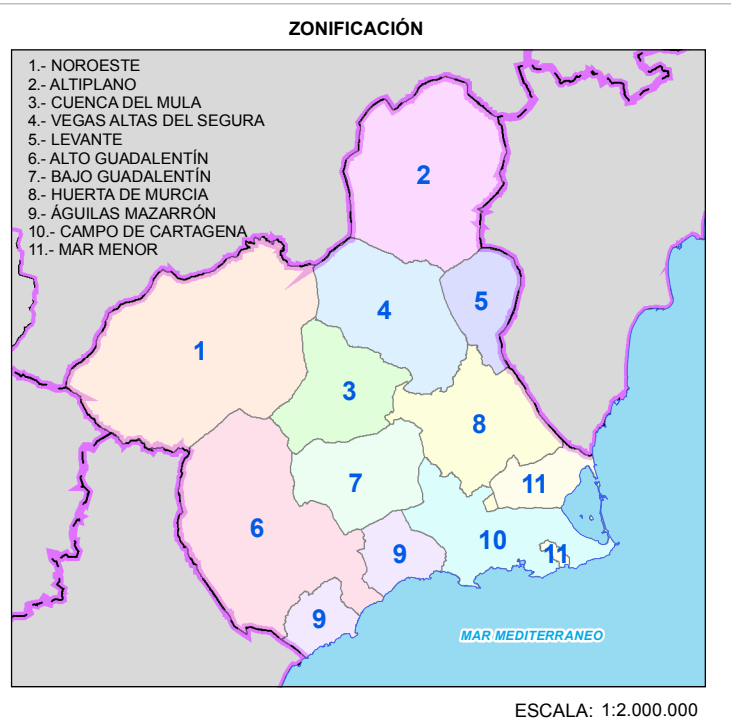 ZONIFICACIÓN
1.- NOROESTE
2.- ALTIPLANO
3.- CUENCA DEL MULA
4.- VEGAS ALTAS DEL SEGURA
5.- LEVANTE
6.- ALTO GUADALENTÍN
7.- BAJO GUADALENTÍN
8.- HUERTA DE MURCIA
9.- ÁGUILAS MAZARRÓN
10.- CAMPO DE CARTAGENA
11.- MAR MENOR
2
5
4
1
3
8
11
7
6
10
9
11
9
MAR MEDITERRANEO
ESCALA: 1:2.000.000